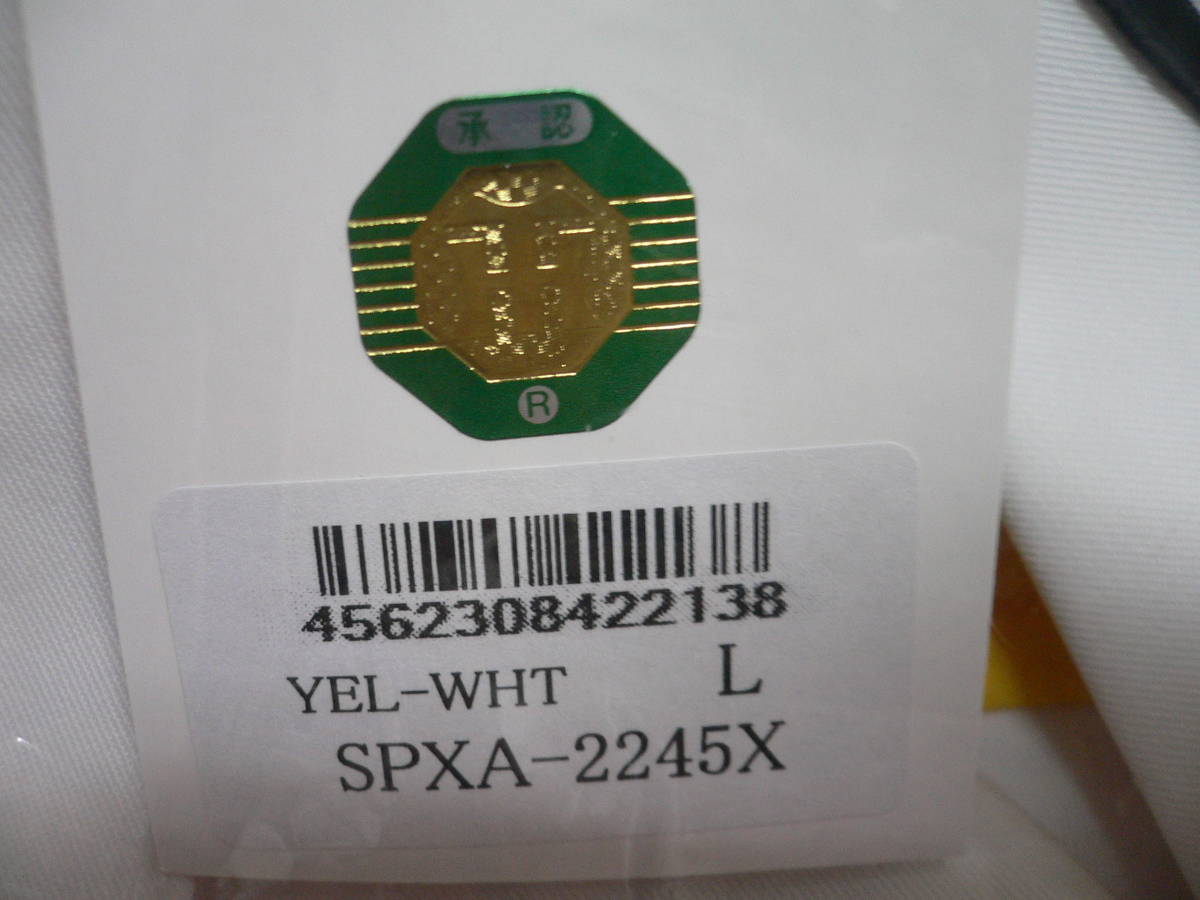 承認
R
4562308422138
YEL-WHT L
SPXA-2245X